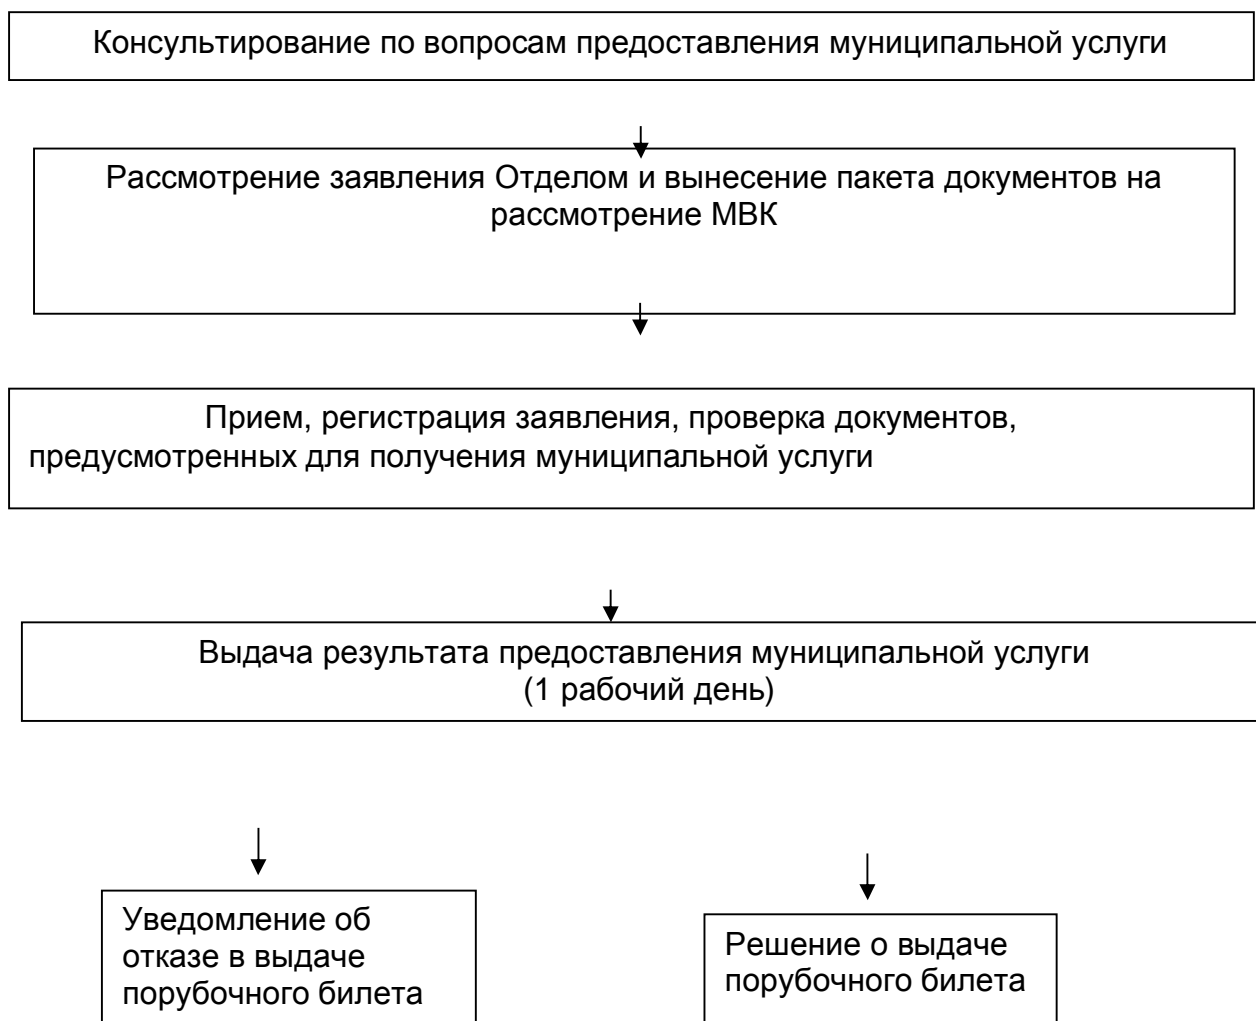 Консультирование по вопросам предоставления муниципальной услуги
Рассмотрение заявления Отделом и вынесение пакета документов на
рассмотрение МВК
Прием, регистрация заявления, проверка документов,
предусмотренных для получения муниципальной услуги
Выдача результата предоставления муниципальной услуги
(1 рабочий день)
Уведомление об
отказе в выдаче
порубочного билета
Решение о выдаче
порубочного билета